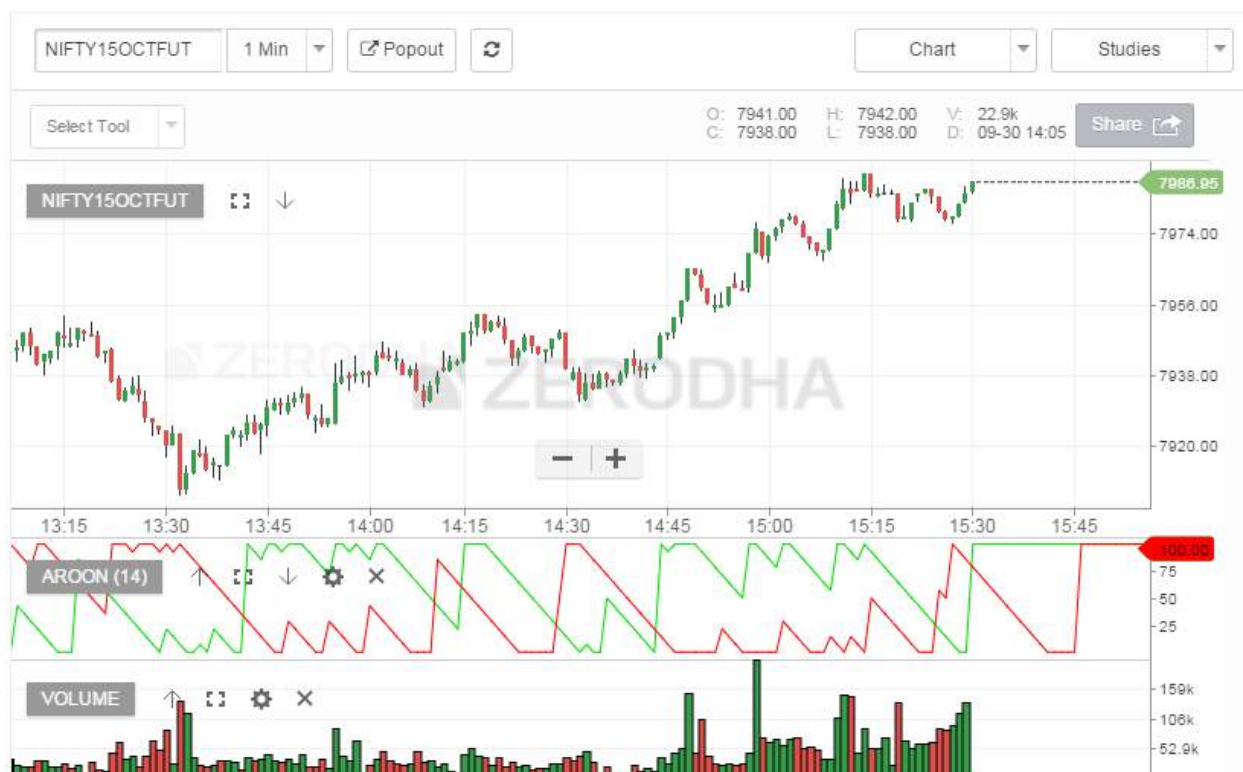 NIFTY15OCTFUT 1 Min Popout Chart Studies
Select Tool
O: 7941.00 H: 7942.00 V: 22.9k
C: 7938.00 L: 7938.00 D: 09-30 14:05
Share
NIFTY15OCTFUT
7986.95
7974.00
7956.00
ZERODHA
ZERODHA
7938.00
7920.00
13:15 13:30 13:45 14:00 14:15 14:30 14:45 15:00 15:15 15:30 15:45
AROON (14)
100.00
75
50
25
VOLUME
159k
106k
52.9k